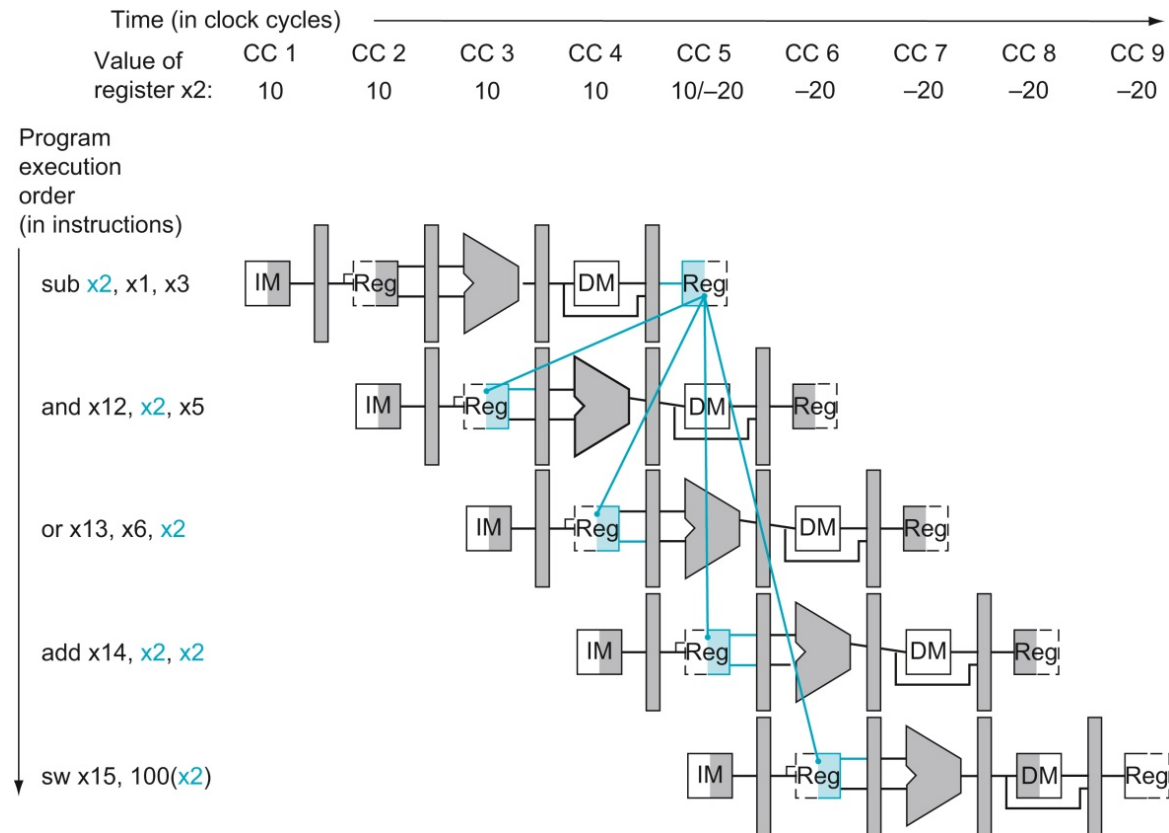 Time (in clock cycles)
Value of register x2:
CC 1 CC 2 CC 3 CC 4 CC 5 CC 6 CC 7 CC 8 CC 9
10 10 10 10 10/–20 –20 –20 –20 –20
Program
execution
order
(in instructions)
sub x2, x1, x3
IM Reg DM Reg
and x12, x2, x5
IM Reg DM Reg
or x13, x6, x2
IM Reg DM Reg
add x14, x2, x2
IM Reg DM Reg
sw x15, 100(x2)
IM Reg DM Reg